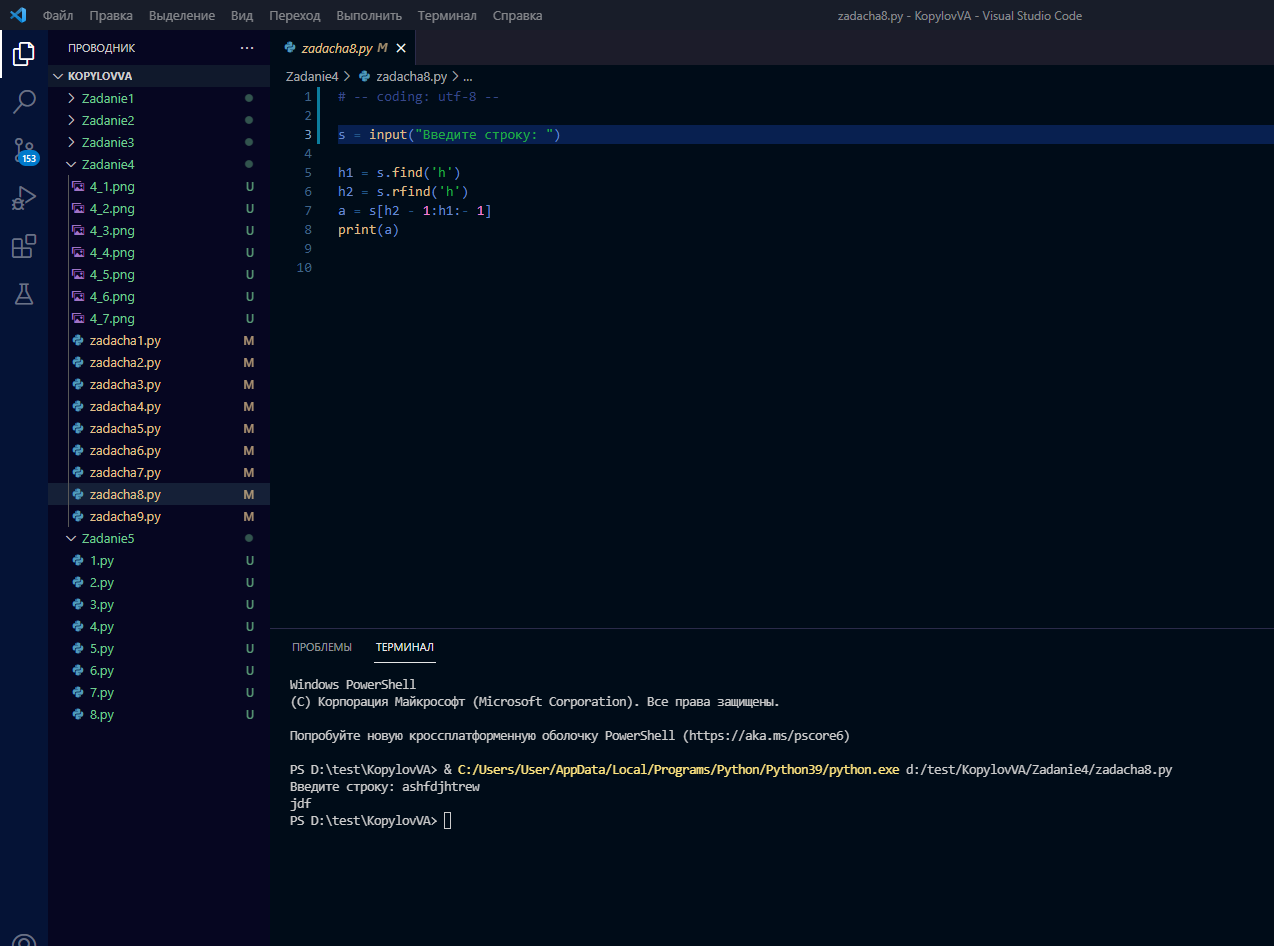 Файл Правка Выделение Вид Переход Выполнить Терминал Справка zadacha8.py - KopylovVA - Visual Studio Code
ПРОВОДНИК ...
KOPYLOVVA
Zadanie1
Zadanie2
Zadanie3
153
Zadanie4
4_1.png U
4_2.png U
4_3.png U
4_4.png U
4_5.png U
4_6.png U
4_7.png U
zadacha1.py M
zadacha2.py M
zadacha3.py M
zadacha4.py M
zadacha5.py M
zadacha6.py M
zadacha7.py M
zadacha8.py M
zadacha9.py M
Zadanie5
1.py U
2.py U
3.py U
4.py U
5.py U
6.py U
7.py U
8.py U
zadacha8.py M
Zadanie4 > zadacha8.py > ...
1 # -- coding: utf-8 --
2
3 s = input("Введите строку: ")
4
5 h1 = s.find('h')
6 h2 = s.rfind('h')
7 a = s[h2 - 1:h1:- 1]
8 print(a)
9
10
ПРОБЛЕМЫ ТЕРМИНАЛ
Windows PowerShell
(C) Корпорация Майкрософт (Microsoft Corporation). Все права защищены.
Попробуйте новую кроссплатформенную оболочку PowerShell (https://aka.ms/pscore6)
PS D:\test\KopylovVA> & C:/Users/User/AppData/Local/Programs/Python/Python39/python.exe d:/test/KopylovVA/Zadanie4/zadacha8.py
Введите строку: ashfdjhtrew
jdf
PS D:\test\KopylovVA>